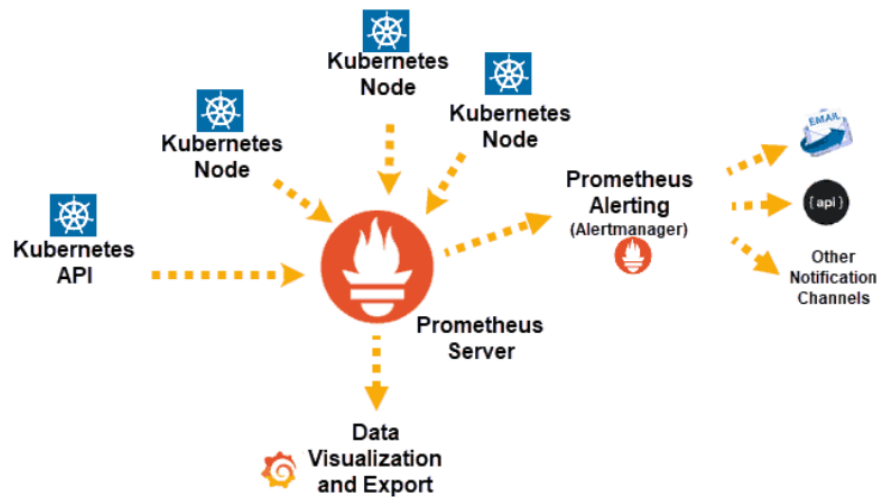 Kubernetes
Node
Kubernetes
Node
Kubernetes
Node
Kubernetes
API
Prometheus
Server
Prometheus
Alerting
(Alertmanager)
EMAIL
{api}
Other
Notification
Channels
Data
Visualization
and Export